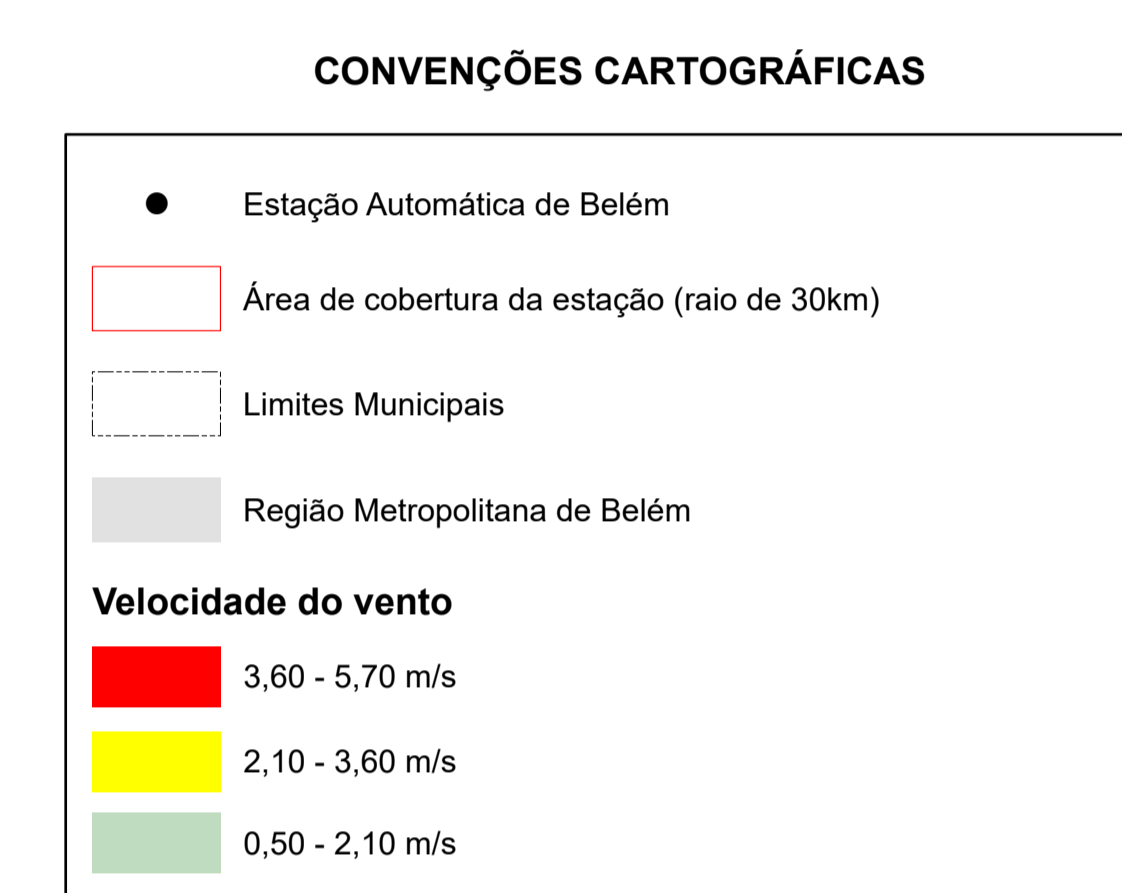 CONVENÇÕES CARTOGRÁFICAS
Estação Automática de Belém
Área de cobertura da estação (raio de 30km)
Limites Municipais
Região Metropolitana de Belém
Velocidade do vento
3,60 - 5,70 m/s
2,10 - 3,60 m/s
0,50 - 2,10 m/s